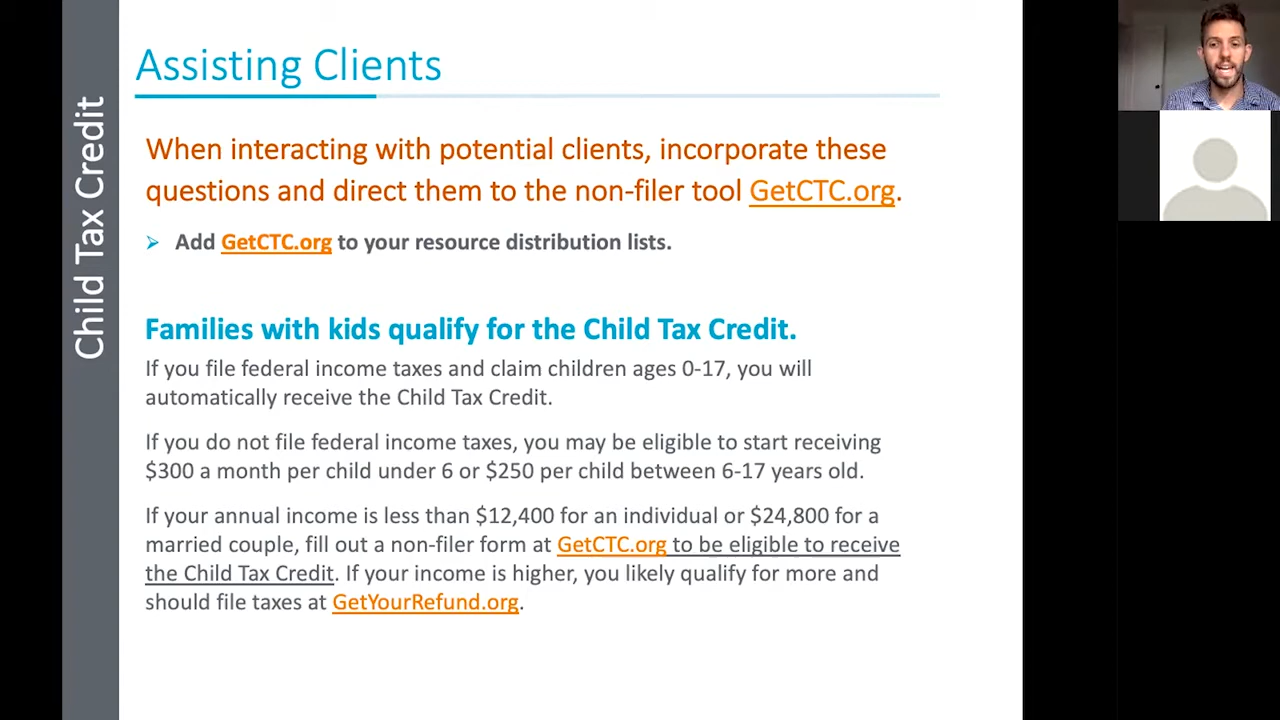 Child Tax Credit
Assisting Clients
When interacting with potential clients, incorporate these
questions and direct them to the non-filer tool GetCTC.org.
Add GetCTC.org to your resource distribution lists.
Families with kids qualify for the Child Tax Credit.
If you file federal income taxes and claim children ages 0-17, you will
automatically receive the Child Tax Credit.
If you do not file federal income taxes, you may be eligible to start receiving
$300 a month per child under 6 or $250 per child between 6-17 years old.
If your annual income is less than $12,400 for an individual or $24,800 for a
married couple, fill out a non-filer form at GetCTC.org to be eligible to receive
the Child Tax Credit. If your income is higher, you likely qualify for more and
should file taxes at GetYourRefund.org.